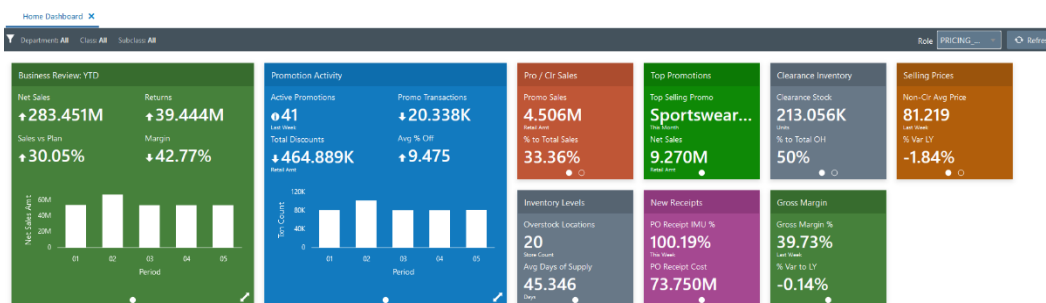 Home Dashboard X
Department: All Class: All Subclass: All
Role PRICING_... Refre
Business Review: YTD
Net Sales Returns
283.451M 39.444M
Sales vs Plan Margin
30.05% 42.77%
Net Sales Amt
60M
40M
20M
0
01 02 03 04 05
Period
Promotion Activity
Active Promotions Promo Transactions
41 20.338K
Last Week
Total Discounts Avg % Off
464.889K 9.475
Retail Amt
Txn Count
120K
80K
40K
0
01 02 03 04 05
Period
Pro / Clr Sales
Promo Sales
4.506M
Retail Amt
% to Total Sales
33.36%
Top Promotions
Top Selling Promo
Sportswear...
This Month
Net Sales
9.270M
Retail Amt
Clearance Inventory
Clearance Stock
213.056K
Units
% to Total OH
50%
Selling Prices
Non-Clr Avg Price
81.219
Last Week
% Var LY
-1.84%
Inventory Levels
Overstock Locations
20
Store Count
Avg Days of Supply
45.346
Days
New Receipts
PO Receipt IMU %
100.19%
This Week
PO Receipt Cost
73.750M
Gross Margin
Gross Margin %
39.73%
Last Week
% Var to LY
-0.14%